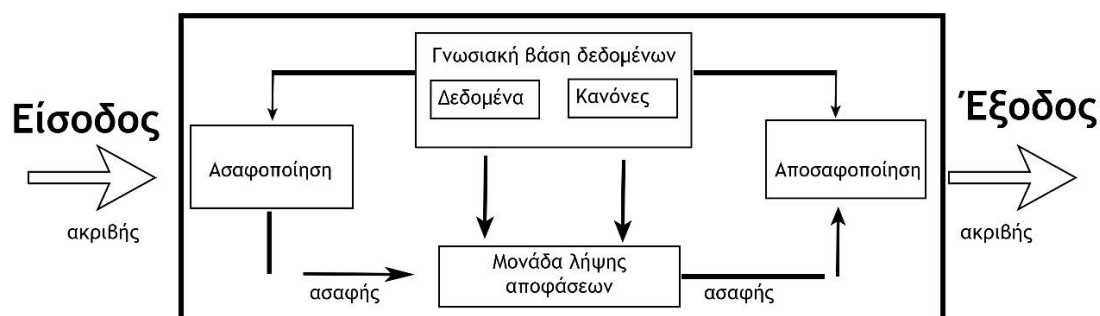 Γνωσιακή βάση δεδομένων
Δεδομένα
Κανόνες
Είσοδος
ακριβής
Ασαφοποίηση
Αποσαφοποίηση
Έξοδος
ακριβής
Μονάδα λήψης
αποφάσεων
ασαφής
ασαφής